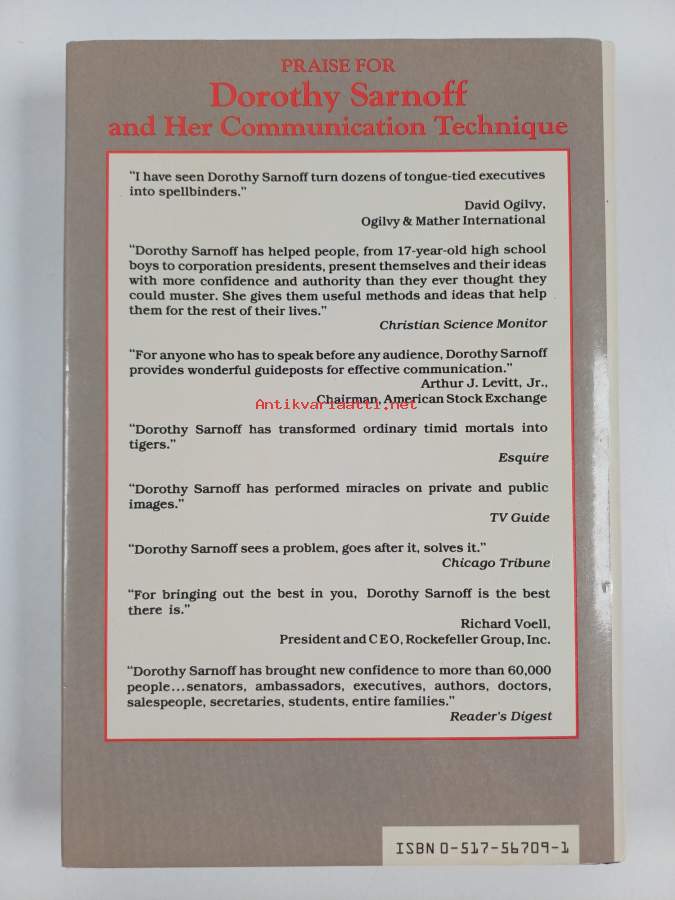 PRAISE FOR
Dorothy Sarnoff
and Her Communication Technique
“I have seen Dorothy Sarnoff turn dozens of tongue-tied executives
into spellbinders.”
David Ogilvy,
Ogilvy & Mather International
“Dorothy Sarnoff has helped people, from 17-year-old high school
boys to corporation presidents, present themselves and their ideas
with more confidence and authority than they ever thought they
could muster. She gives them useful methods and ideas that help
them for the rest of their lives.”
Christian Science Monitor
“For anyone who has to speak before any audience, Dorothy Sarnoff
provides wonderful guideposts for effective communication.”
Arthur J. Levitt, Jr.,
Chairman, American Stock Exchange
Antikvariaatti.net
“Dorothy Sarnoff has transformed ordinary timid mortals into
tigers.”
Esquire
“Dorothy Sarnoff has performed miracles on private and public
images.”
TV Guide
“Dorothy Sarnoff sees a problem, goes after it, solves it.”
Chicago Tribune
“For bringing out the best in you, Dorothy Sarnoff is the best
there is.”
Richard Voell,
President and CEO, Rockefeller Group, Inc.
“Dorothy Sarnoff has brought new confidence to more than 60,000
people...senators, ambassadors, executives, authors, doctors,
salespeople, secretaries, students, entire families.”
Reader's Digest
ISBN 0-517-56709-1